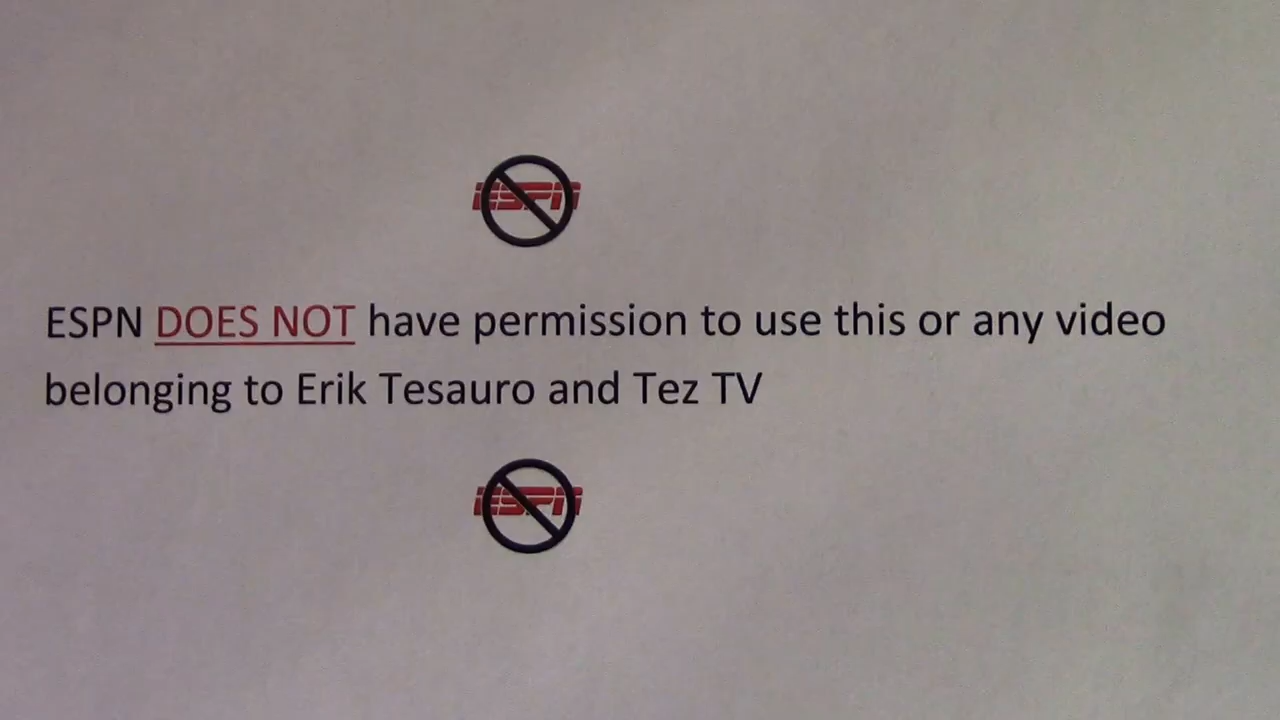 ESPN
ESPN DOES NOT have permission to use this or any video
belonging to Erik Tesauro and Tez TV
ESPN